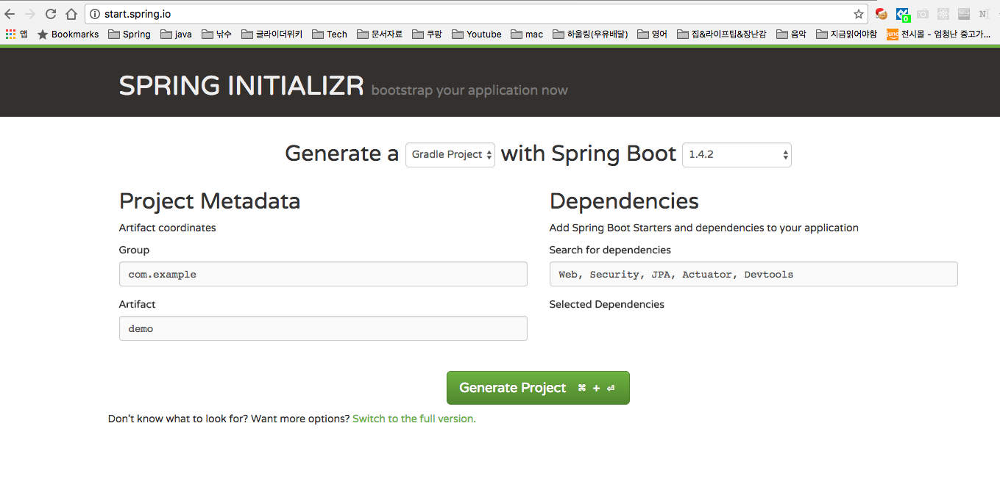 start.spring.io
앱 Bookmarks Spring java 낚수 글라이더위키 Tech 문서자료 쿠팡 Youtube mac 하울링(우유배달) 영어 집&라이프팁&장난감 음악 지금읽어야함 전시몰 - 엄청난 중고가...
SPRING INITIALIZR bootstrap your application now
Generate a Gradle Project with Spring Boot 1.4.2
Project Metadata
Artifact coordinates
Group
com.example
Artifact
demo
Dependencies
Add Spring Boot Starters and dependencies to your application
Search for dependencies
Web, Security, JPA, Actuator, Devtools
Selected Dependencies
Generate Project ⌘ + ⏎
Don't know what to look for? Want more options? Switch to the full version.